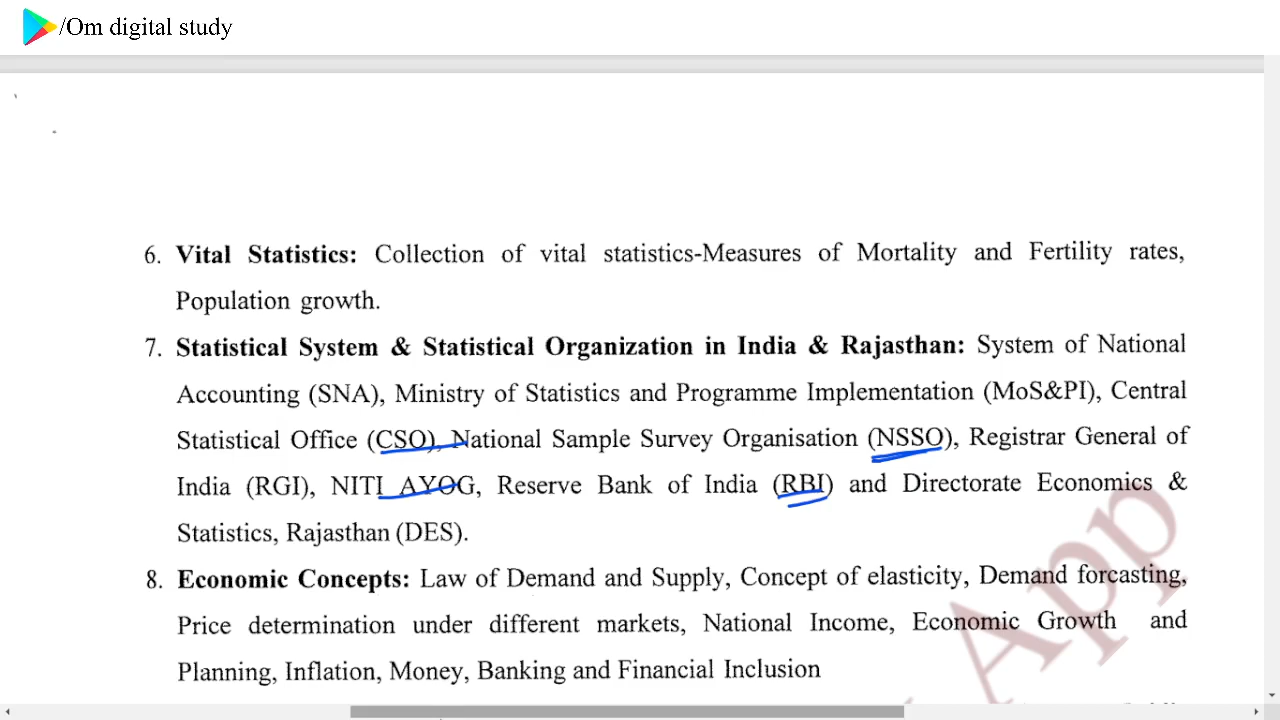 /Om digital study
6. Vital Statistics: Collection of vital statistics-Measures of Mortality and Fertility rates,
Population growth.
7. Statistical System & Statistical Organization in India & Rajasthan: System of National
Accounting (SNA), Ministry of Statistics and Programme Implementation (MoS&PI), Central
Statistical Office (CSO), National Sample Survey Organisation (NSSO), Registrar General of
India (RGI), NITI AYOG, Reserve Bank of India (RBI) and Directorate Economics &
Statistics, Rajasthan (DES).
8. Economic Concepts: Law of Demand and Supply, Concept of elasticity, Demand forcasting,
Price determination under different markets, National Income, Economic Growth and
Planning, Inflation, Money, Banking and Financial Inclusion
App